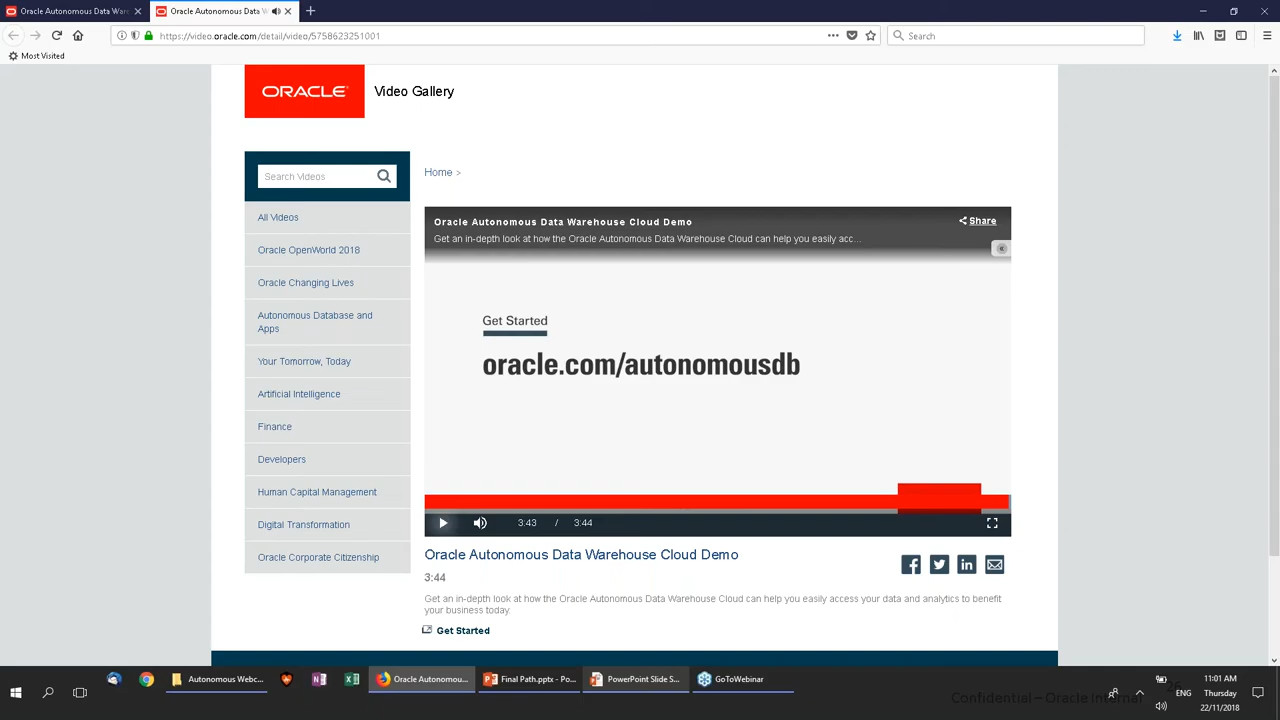 Oracle Autonomous Data War
Oracle Autonomous Data W
https://video.oracle.com/detail/video/5758623251001
Search
Most Visited
ORACLE
Video Gallery
Search Videos
Home >
All Videos
Oracle OpenWorld 2018
Oracle Changing Lives
Autonomous Database and
Apps
Your Tomorrow, Today
Artificial Intelligence
Finance
Developers
Human Capital Management
Digital Transformation
Oracle Corporate Citizenship
Oracle Autonomous Data Warehouse Cloud Demo
Share
Get an in-depth look at how the Oracle Autonomous Data Warehouse Cloud can help you easily acc...
Get Started
oracle.com/autonomousdb
3:43 / 3:44
Oracle Autonomous Data Warehouse Cloud Demo
3:44
Get an in-depth look at how the Oracle Autonomous Data Warehouse Cloud can help you easily access your data and analytics to benefit
your business today.
Get Started
Autonomous Webc...
Oracle Autonomou...
Final Path.pptx - Po...
PowerPoint Slide S...
GoToWebinar
Confidential – Oracle Internal
ENG
11:01 AM
Thursday
22/11/2018